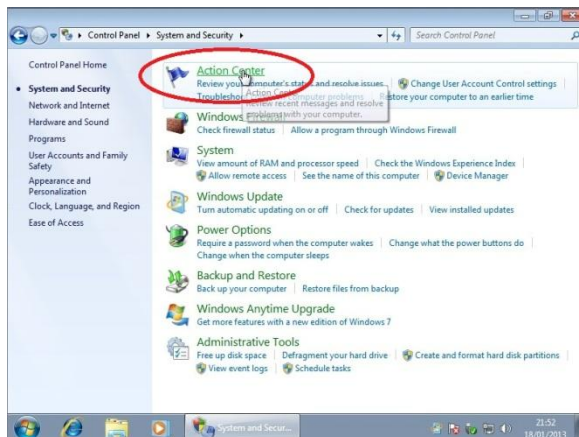 Control Panel ▸ System and Security ▸
Search Control Panel
Control Panel Home
System and Security
Network and Internet
Hardware and Sound
Programs
User Accounts and Family
Safety
Appearance and
Personalization
Clock, Language, and Region
Ease of Access
Action Center
Review your computer's status and resolve issues
Change User Account Control settings
Action Center
Review recent messages and resolve
problems with your computer.
Restore your computer to an earlier time
Windows
Check firewall status
Allow a program through Windows Firewall
System
View amount of RAM and processor speed
Check the Windows Experience Index
Allow remote access
See the name of this computer
Device Manager
Windows Update
Turn automatic updating on or off
Check for updates
View installed updates
Power Options
Require a password when the computer wakes
Change what the power buttons do
Change when the computer sleeps
Backup and Restore
Back up your computer
Restore files from backup
Windows Anytime Upgrade
Get more features with a new edition of Windows 7
Administrative Tools
Free up disk space
Defragment your hard drive
Create and format hard disk partitions
View event logs
Schedule tasks
System and Secur...
21:52
18/01/2013